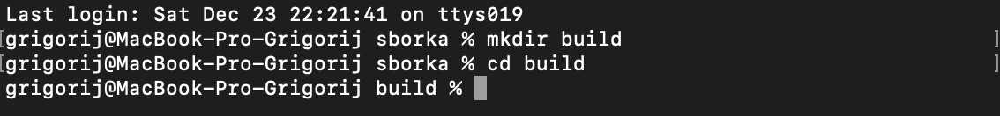 Last login: Sat Dec 23 22:21:41 on ttys019
[grigorij@MacBook-Pro-Grigorij sborka % mkdir build ]
[grigorij@MacBook-Pro-Grigorij sborka % cd build ]
grigorij@MacBook-Pro-Grigorij build %